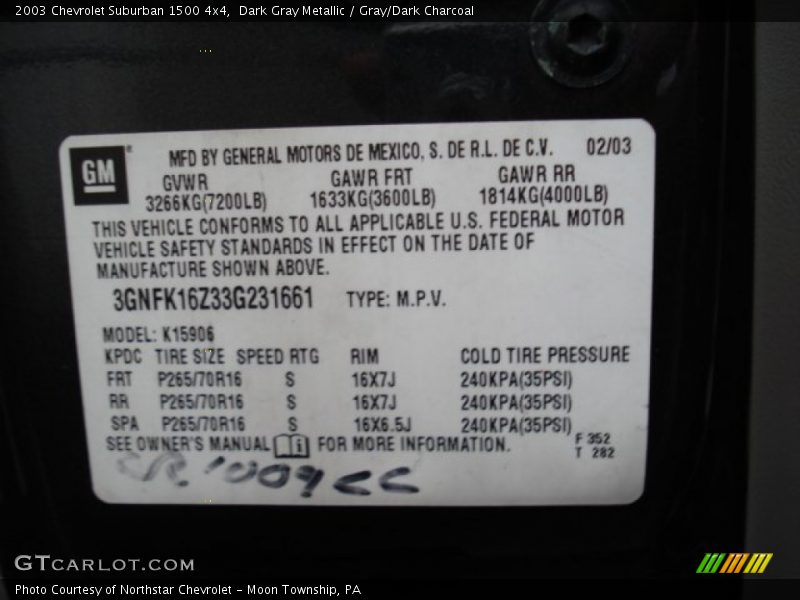 2003 Chevrolet Suburban 1500 4x4, Dark Gray Metallic / Gray/Dark Charcoal
GM
MFD BY GENERAL MOTORS DE MEXICO, S. DE R.L. DE C.V. 02/03
GVWR GAWR FRT GAWR RR
3266KG(7200LB) 1633KG(3600LB) 1814KG(4000LB)
THIS VEHICLE CONFORMS TO ALL APPLICABLE U.S. FEDERAL MOTOR
VEHICLE SAFETY STANDARDS IN EFFECT ON THE DATE OF
MANUFACTURE SHOWN ABOVE.
3GNFK16Z33G231661 TYPE: M.P.V.
MODEL: K15906
KPDC TIRE SIZE SPEED RTG RIM COLD TIRE PRESSURE
FRT P265/70R16 S 16X7J 240KPA(35PSI)
RR P265/70R16 S 16X7J 240KPA(35PSI)
SPA P265/70R16 S 16X6.5J 240KPA(35PSI)
SEE OWNER'S MANUAL i FOR MORE INFORMATION.
F 352
T 282
GTCARLOT.COM
Photo Courtesy of Northstar Chevrolet - Moon Township, PA